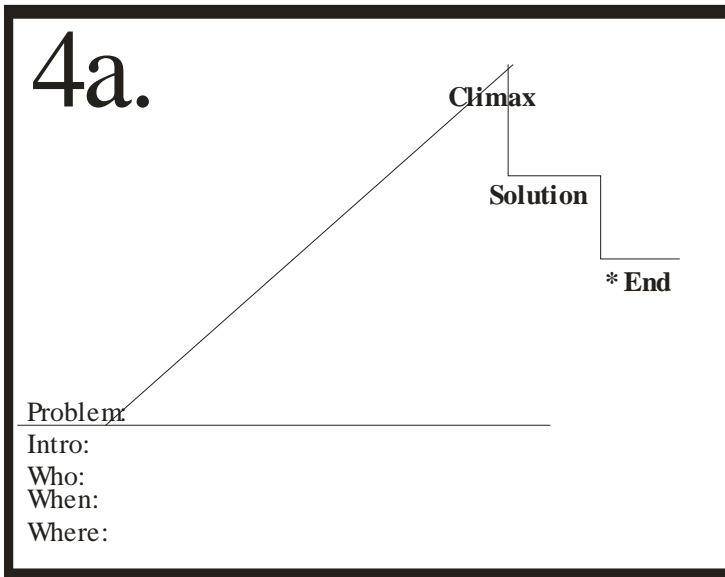 4a.
Climax
Solution
* End
Problem:
Intro:
Who:
When:
Where: